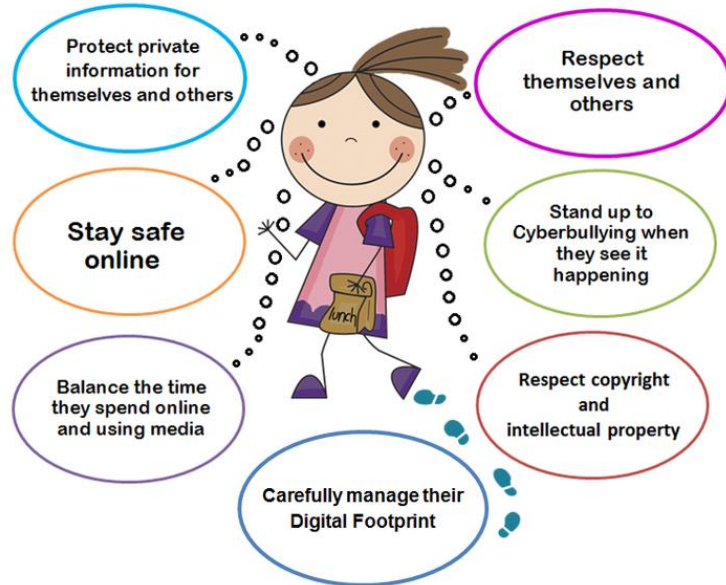 Protect private
information for
themselves and others
Respect
themselves and
others
Stay safe
online
Stand up to
Cyberbullying when
they see it
happening
lunch
Balance the time
they spend online
and using media
Respect copyright
and
intellectual property
Carefully manage their
Digital Footprint